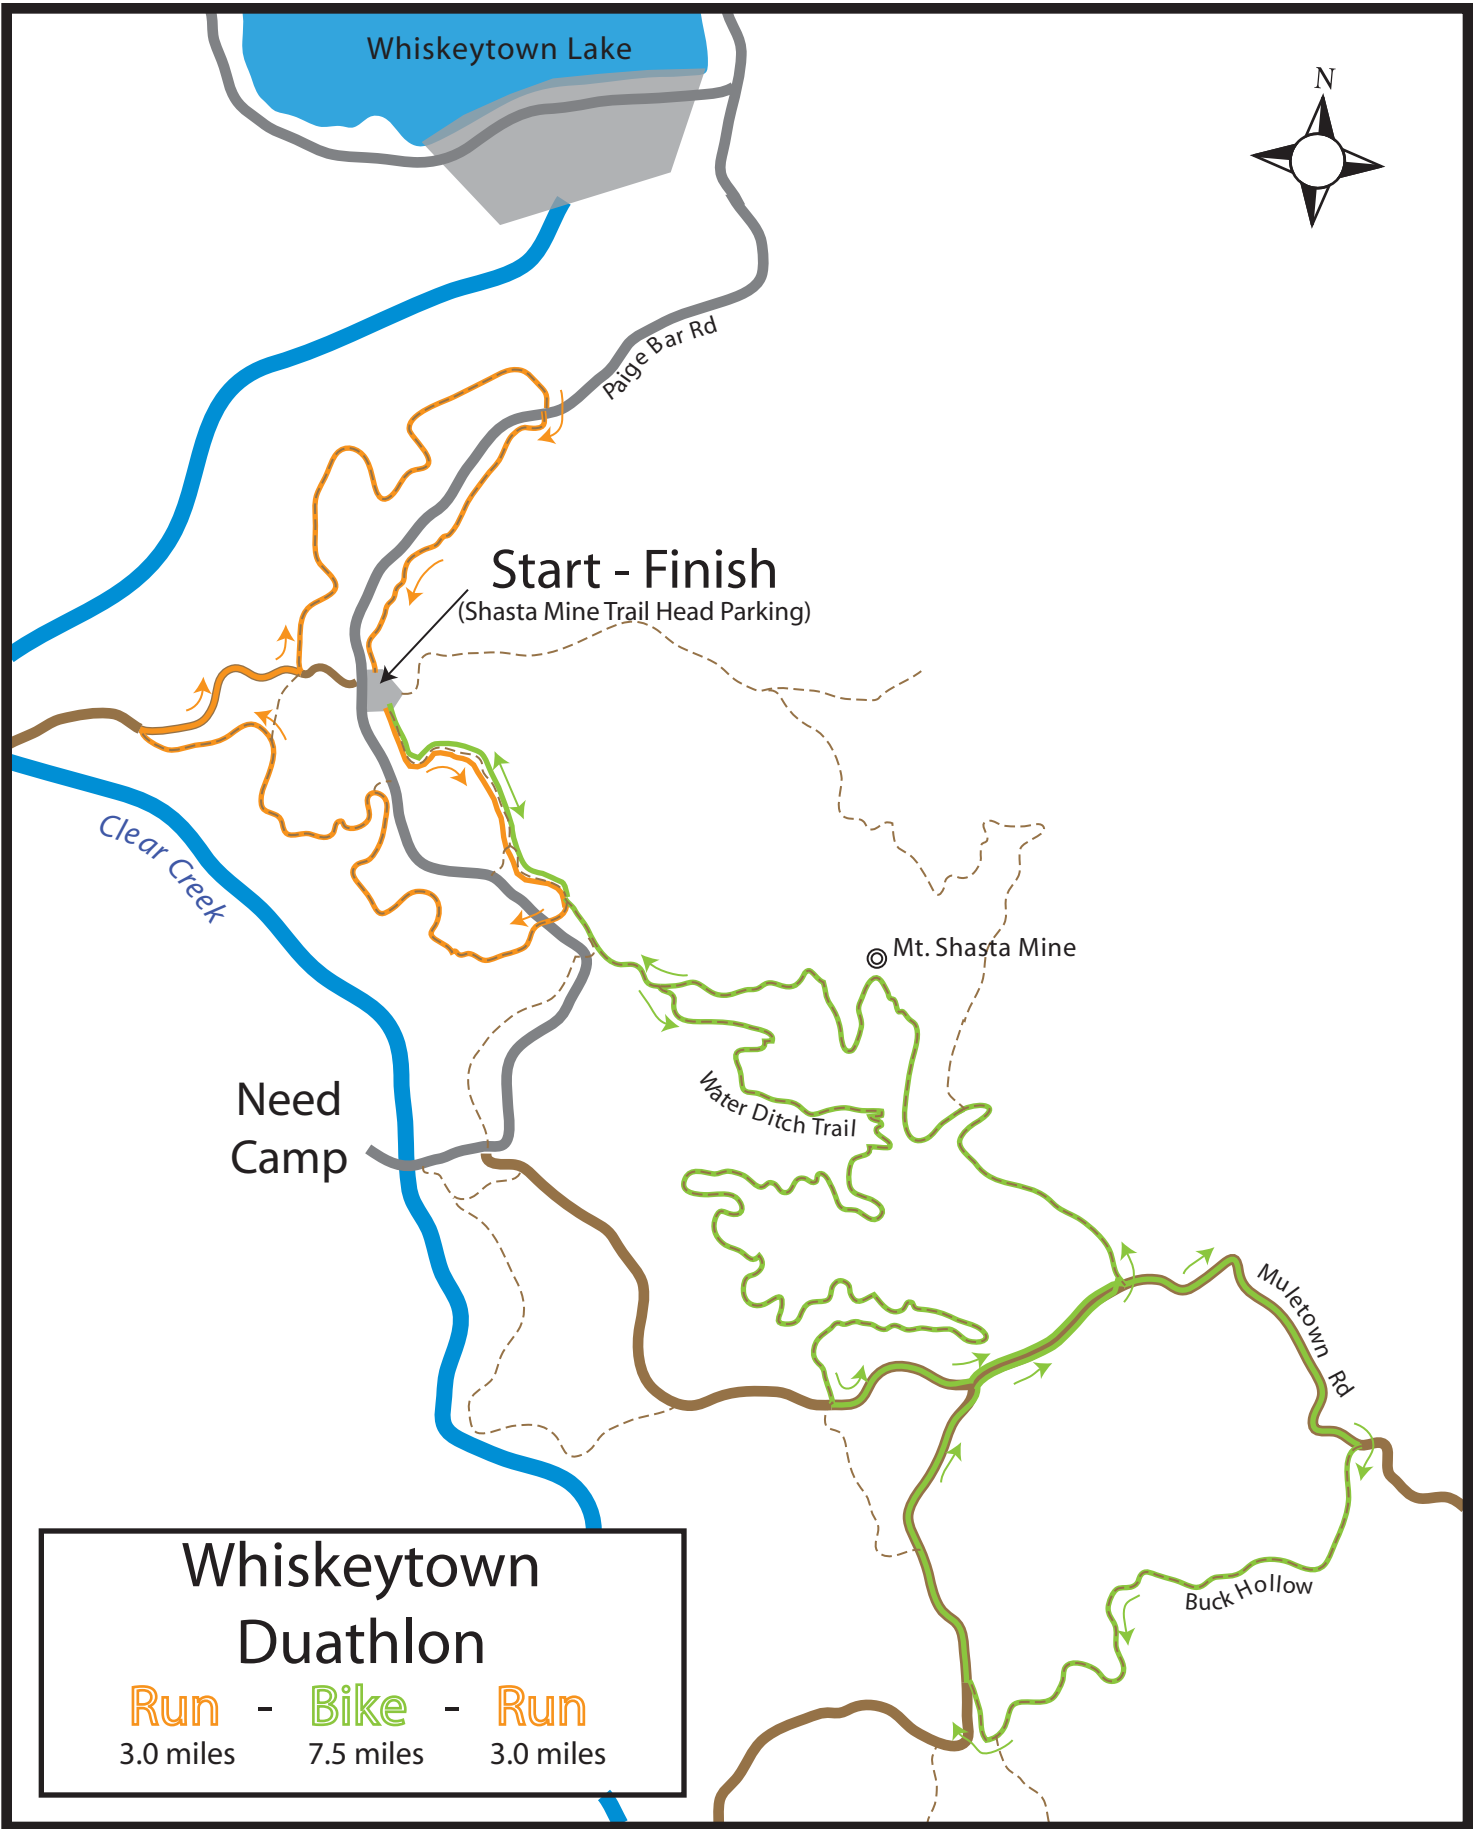 Whiskeytown Lake
N
Paige Bar Rd
Start - Finish
(Shasta Mine Trail Head Parking)
Clear Creek
Mt. Shasta Mine
Need
Camp
Water Ditch Trail
Muletown Rd
Buck Hollow
Whiskeytown
Duathlon
Run - Bike - Run
3.0 miles 7.5 miles 3.0 miles